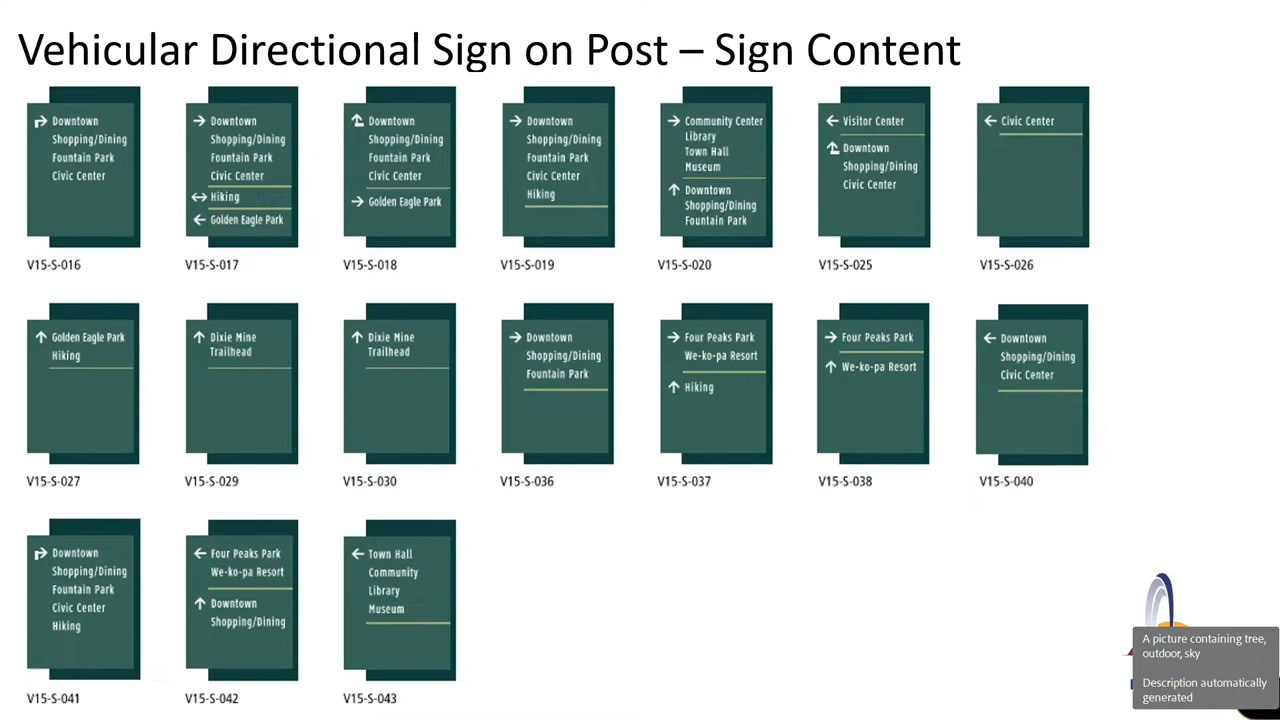 Vehicular Directional Sign on Post – Sign Content
Downtown
Shopping/Dining
Fountain Park
Civic Center
V15-S-016
Downtown
Shopping/Dining
Fountain Park
Civic Center
Hiking
Golden Eagle Park
V15-S-017
Downtown
Shopping/Dining
Fountain Park
Civic Center
Golden Eagle Park
V15-S-018
Downtown
Shopping/Dining
Fountain Park
Civic Center
Hiking
V15-S-019
Community Center
Library
Town Hall
Museum
Downtown
Shopping/Dining
Fountain Park
V15-S-020
Visitor Center
Downtown
Shopping/Dining
Civic Center
V15-S-025
Civic Center
V15-S-026
Golden Eagle Park
Hiking
V15-S-027
Dixie Mine
Trailhead
V15-S-029
Dixie Mine
Trailhead
V15-S-030
Downtown
Shopping/Dining
Fountain Park
V15-S-036
Four Peaks Park
We-ko-pa Resort
Hiking
V15-S-037
Four Peaks Park
We-ko-pa Resort
V15-S-038
Downtown
Shopping/Dining
Civic Center
V15-S-040
Downtown
Shopping/Dining
Fountain Park
Civic Center
Hiking
V15-S-041
Four Peaks Park
We-ko-pa Resort
Downtown
Shopping/Dining
V15-S-042
Town Hall
Community
Library
Museum
V15-S-043
A picture containing tree,
outdoor, sky
Description automatically
generated